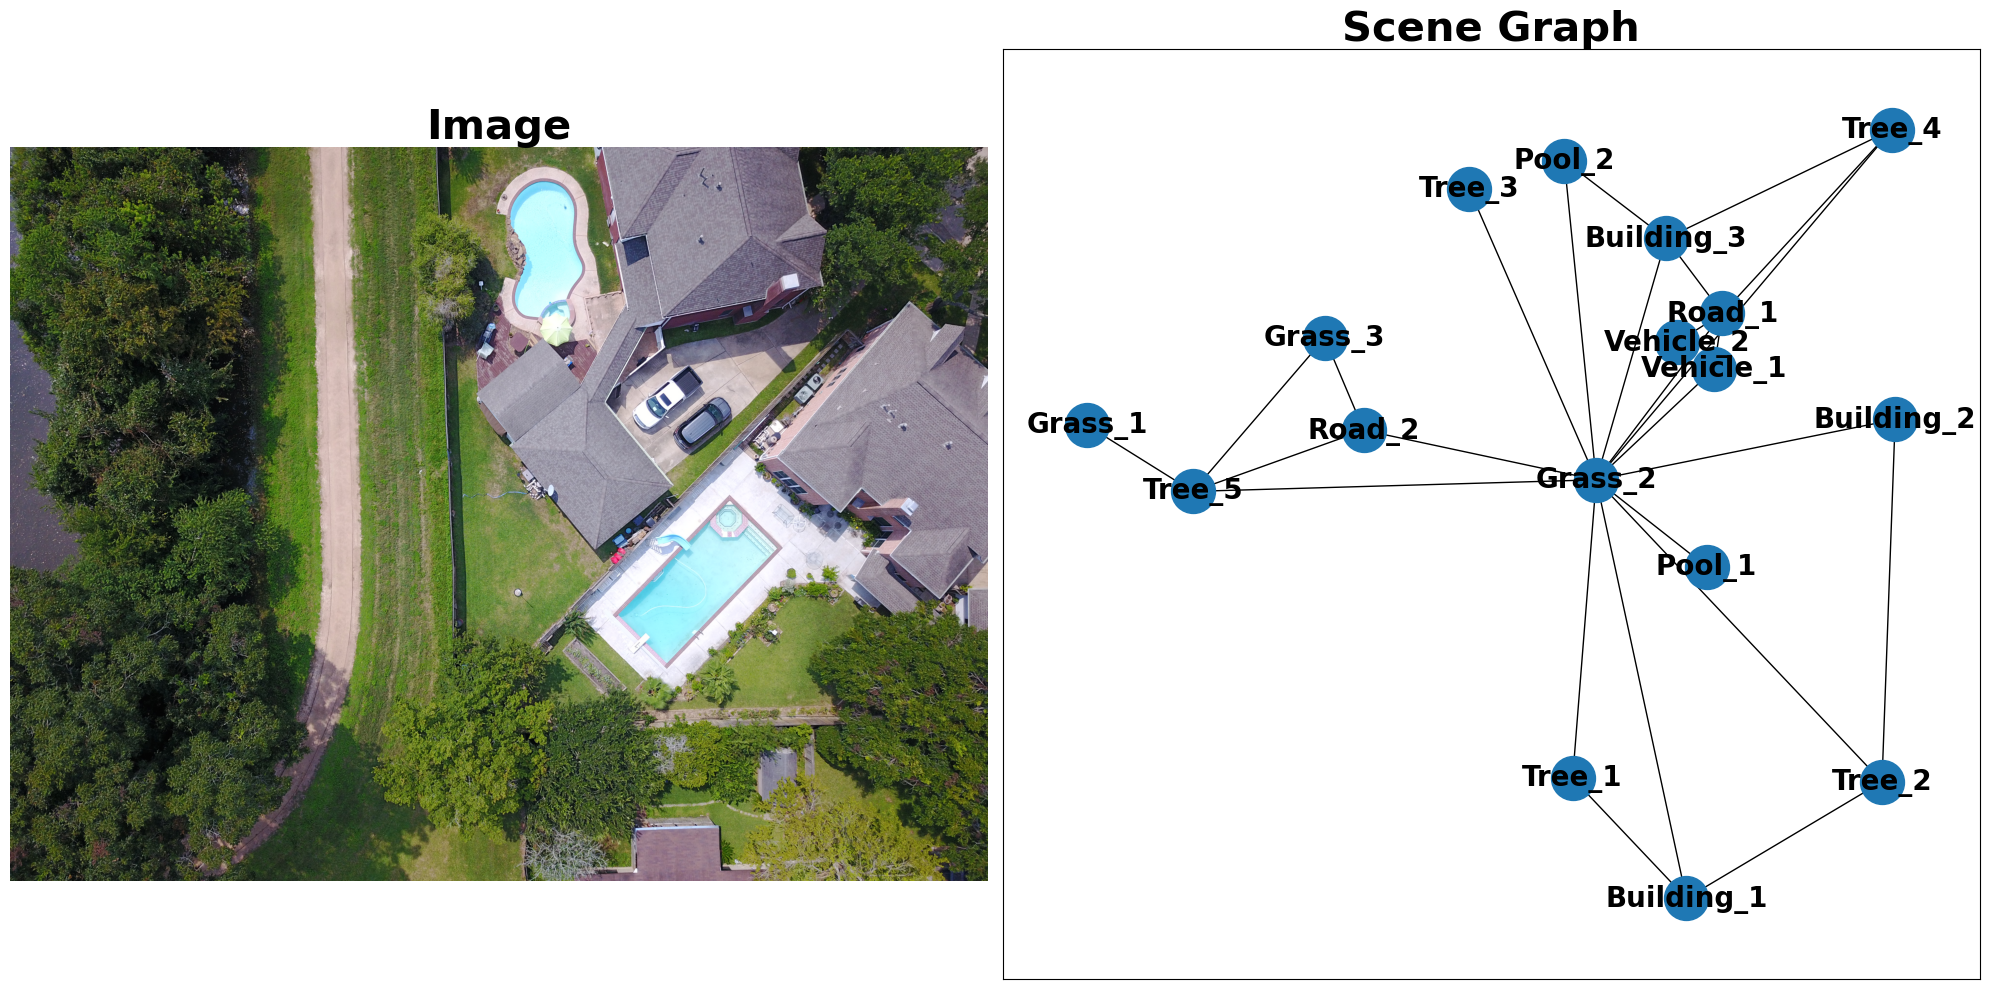 Image
Scene Graph
Tree_4
Pool_2
Tree_3
Building_3
Road_1
Grass_3
Vehicle_2
Vehicle_1
Grass_1
Road_2
Building_2
Grass_2
Tree_5
Pool_1
Tree_1
Tree_2
Building_1